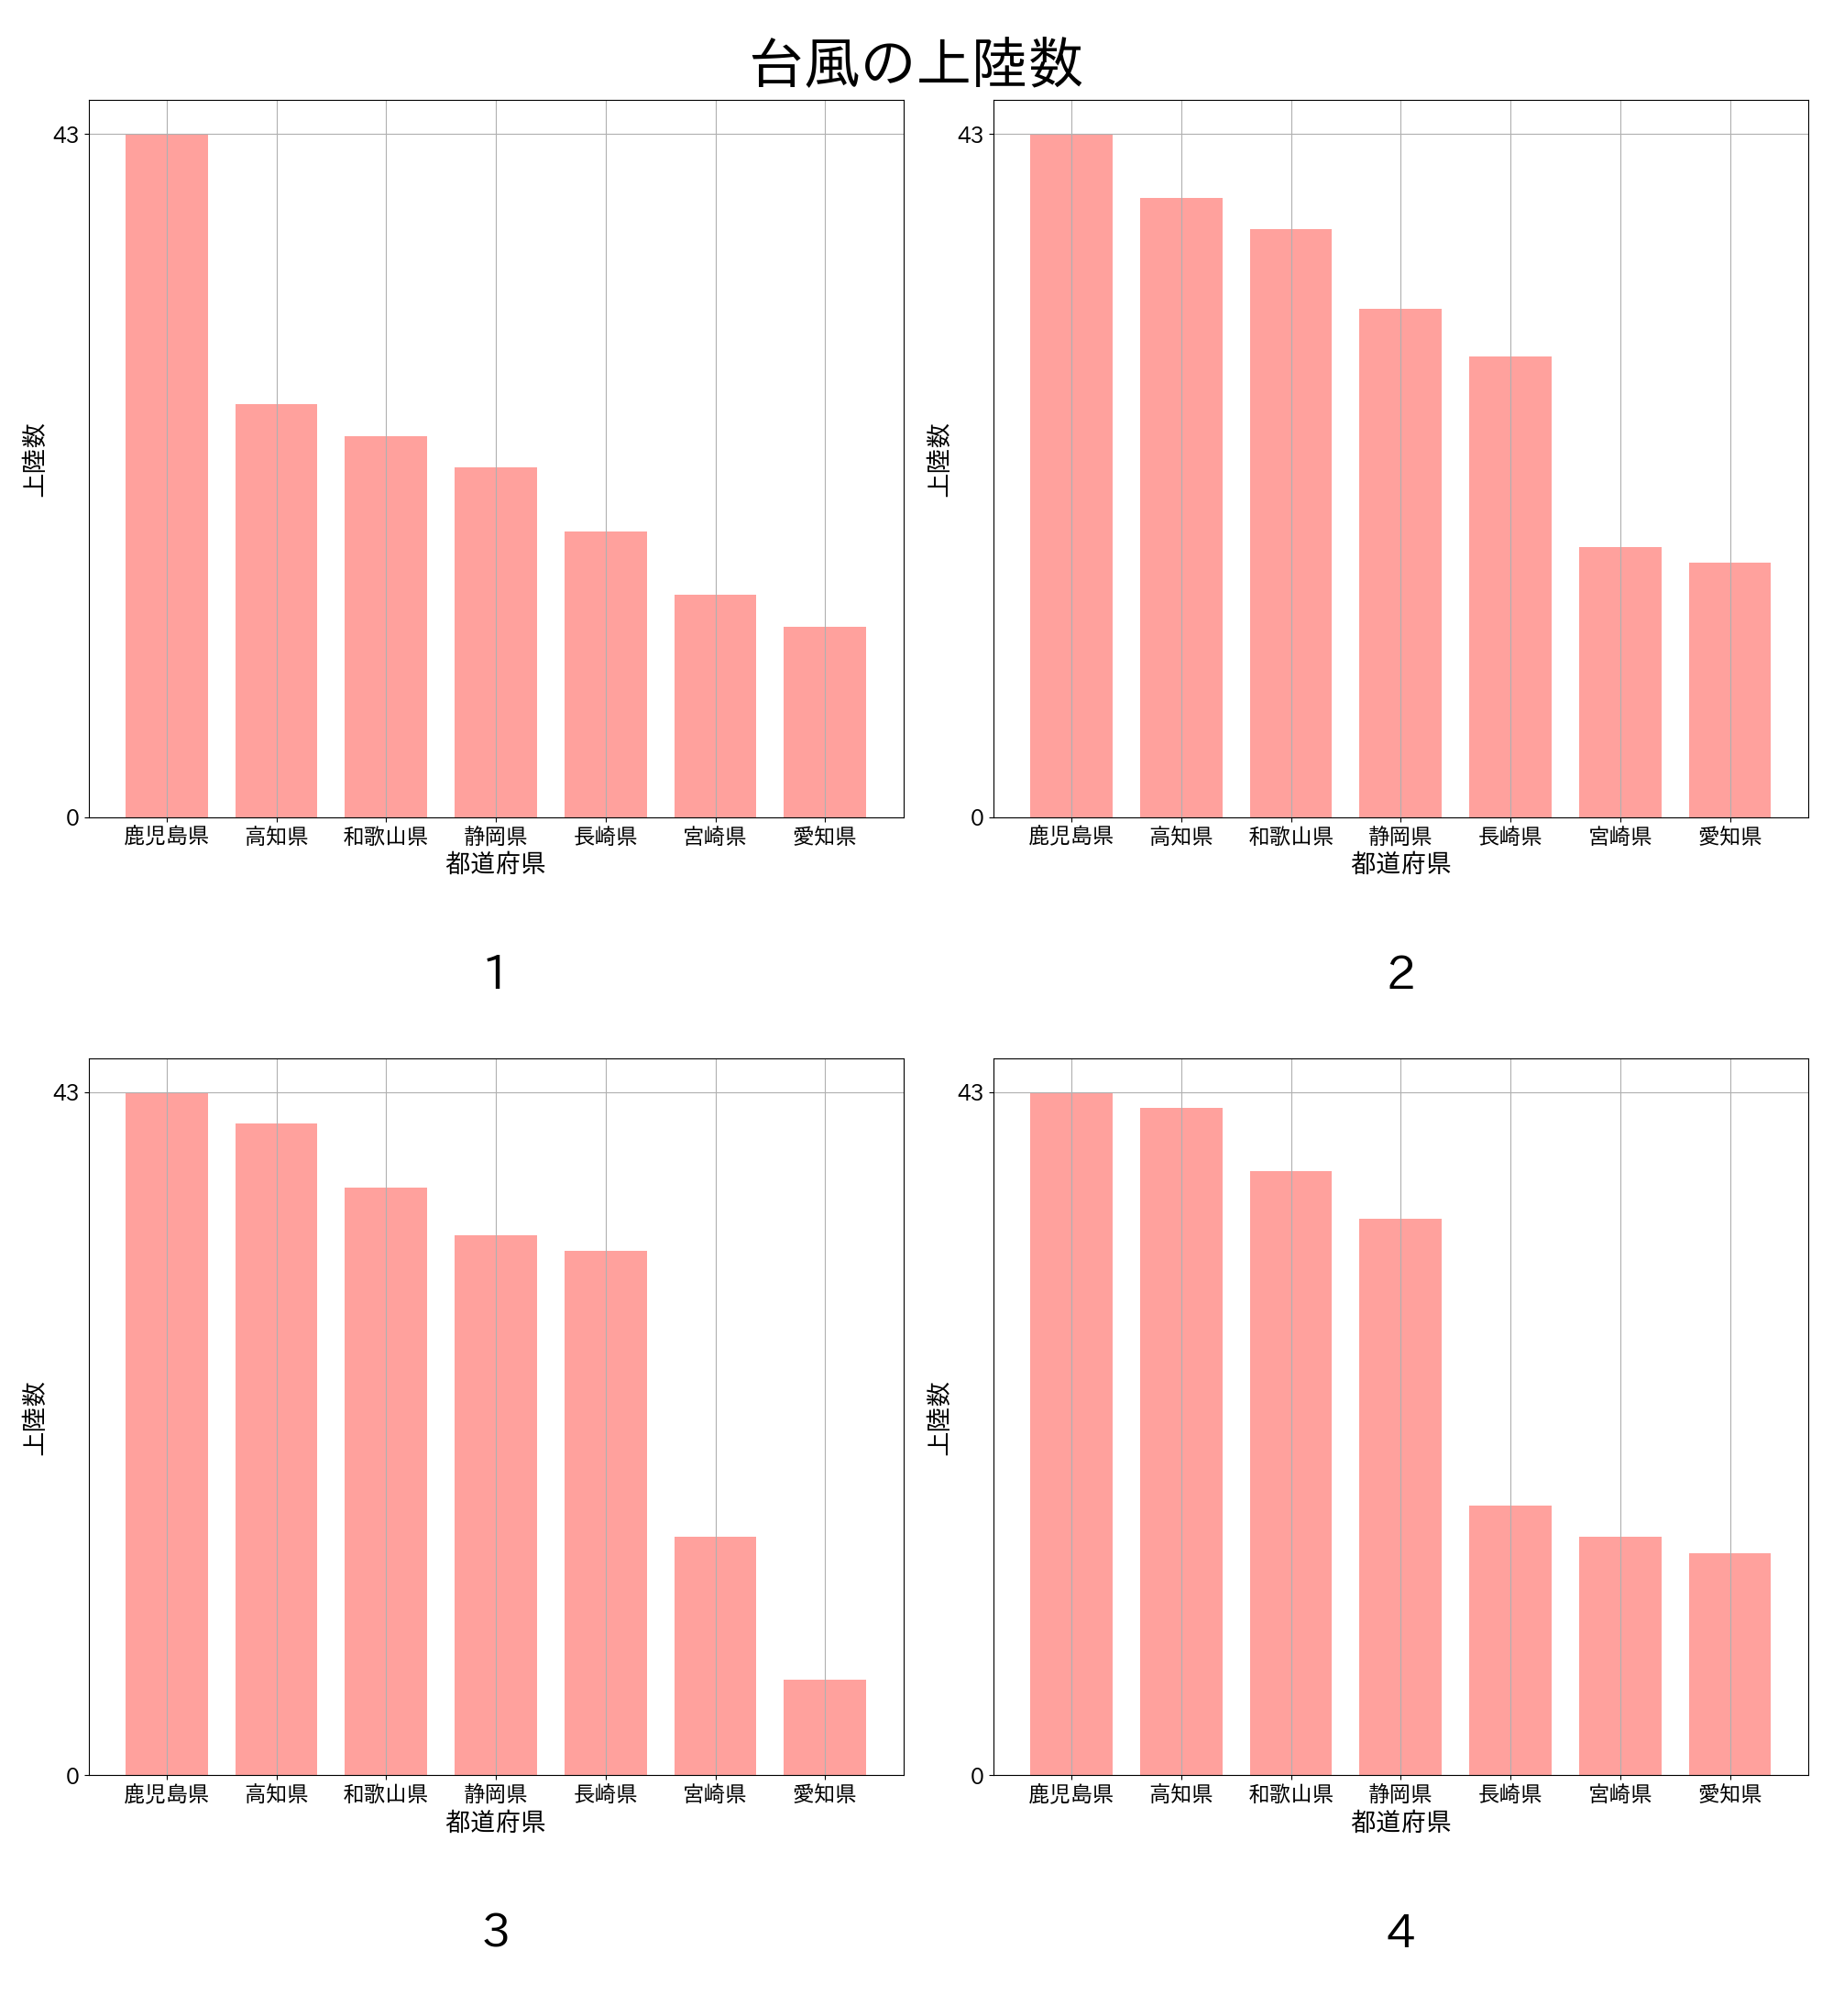 台風の上陸数
43
0
上陸数
鹿児島県 高知県 和歌山県 静岡県 長崎県 宮崎県 愛知県
都道府県
1
43
0
上陸数
鹿児島県 高知県 和歌山県 静岡県 長崎県 宮崎県 愛知県
都道府県
2
43
0
上陸数
鹿児島県 高知県 和歌山県 静岡県 長崎県 宮崎県 愛知県
都道府県
3
43
0
上陸数
鹿児島県 高知県 和歌山県 静岡県 長崎県 宮崎県 愛知県
都道府県
4